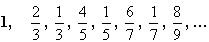 1, 2/3, 1/3, 4/5, 1/5, 6/7, 1/7, 8/9, ...